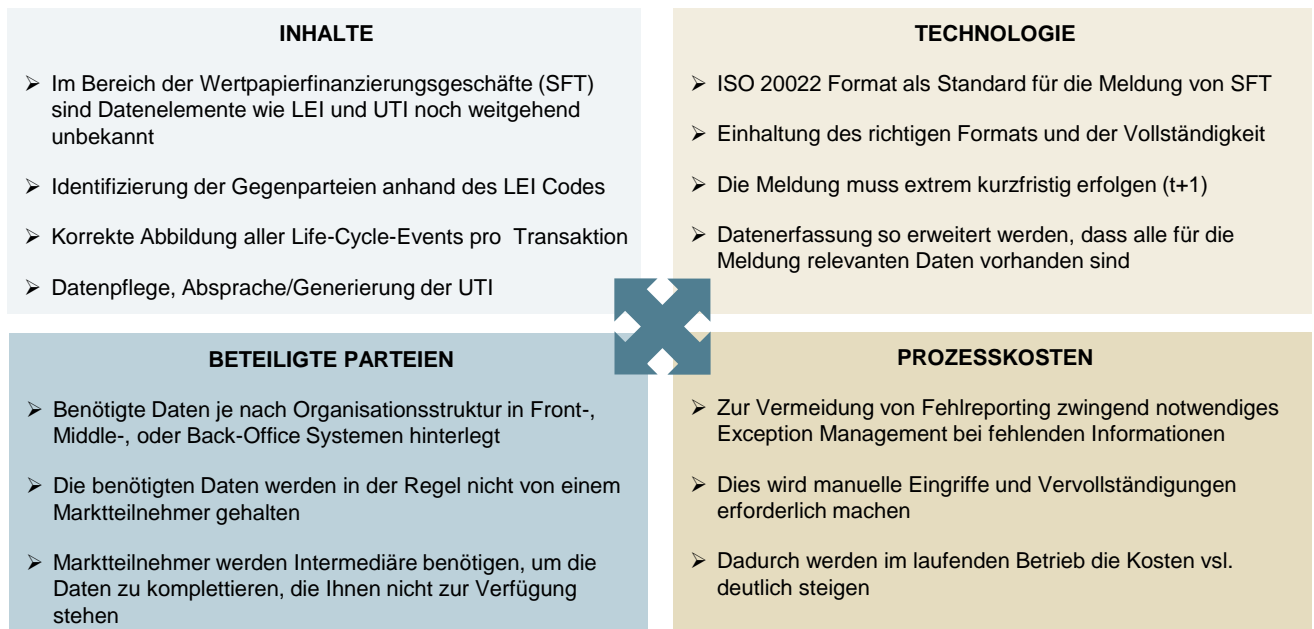 INHALTE
➢ Im Bereich der Wertpapierfinanzierungsgeschäfte (SFT)
sind Datenelemente wie LEI und UTI noch weitgehend
unbekannt
➢ Identifizierung der Gegenparteien anhand des LEI Codes
➢ Korrekte Abbildung aller Life-Cycle-Events pro Transaktion
➢ Datenpflege, Absprache/Generierung der UTI
TECHNOLOGIE
➢ ISO 20022 Format als Standard für die Meldung von SFT
➢ Einhaltung des richtigen Formats und der Vollständigkeit
➢ Die Meldung muss extrem kurzfristig erfolgen (t+1)
➢ Datenerfassung so erweitert werden, dass alle für die
Meldung relevanten Daten vorhanden sind
BETEILIGTE PARTEIEN
➢ Benötigte Daten je nach Organisationsstruktur in Front-,
Middle-, oder Back-Office Systemen hinterlegt
➢ Die benötigten Daten werden in der Regel nicht von einem
Marktteilnehmer gehalten
➢ Marktteilnehmer werden Intermediäre benötigen, um die
Daten zu komplettieren, die Ihnen nicht zur Verfügung
stehen
PROZESSKOSTEN
➢ Zur Vermeidung von Fehlreporting zwingend notwendiges
Exception Management bei fehlenden Informationen
➢ Dies wird manuelle Eingriffe und Vervollständigungen
erforderlich machen
➢ Dadurch werden im laufenden Betrieb die Kosten vsl.
deutlich steigen